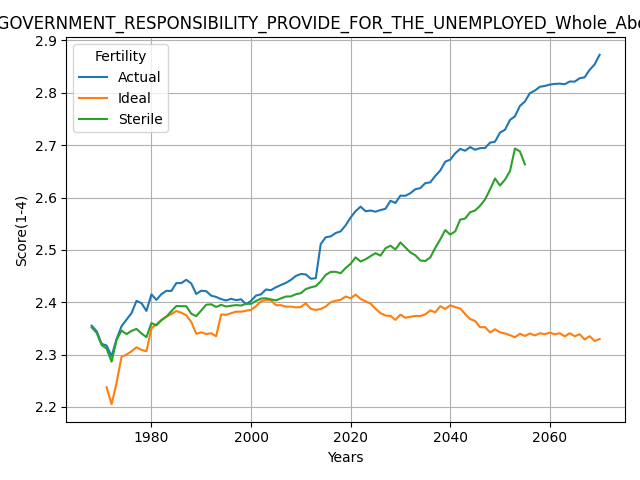 GOVERNMENT_RESPONSIBILITY_PROVIDE_FOR_THE_UNEMPLOYED_Whole_Abo
Fertility
Actual
Ideal
Sterile
Score(1-4)
2.9
2.8
2.7
2.6
2.5
2.4
2.3
2.2
1980 2000 2020 2040 2060
Years